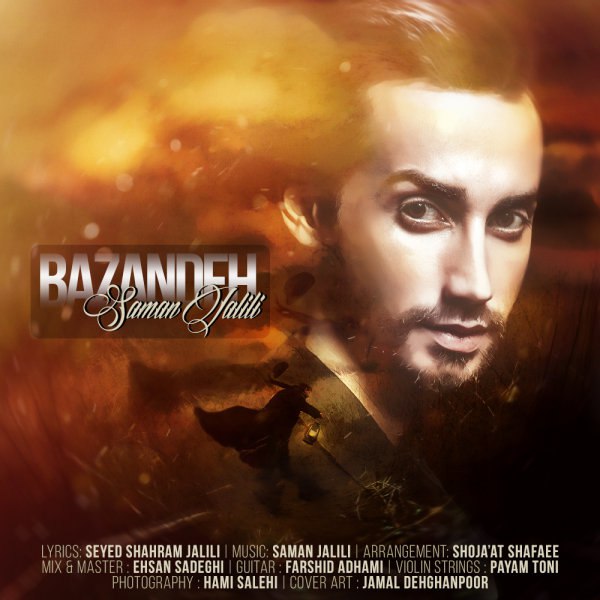 BAZANDEH
Saman Jalili
LYRICS: SEYED SHAHRAM JALILI | MUSIC: SAMAN JALILI | ARRANGEMENT: SHOJA'AT SHAFAEE
MIX & MASTER : EHSAN SADEGHI | GUITAR : FARSHID ADHAMI | VIOLIN STRINGS : PAYAM TONI
PHOTOGRAPHY : HAMI SALEHI | COVER ART : JAMAL DEHGHANPOOR